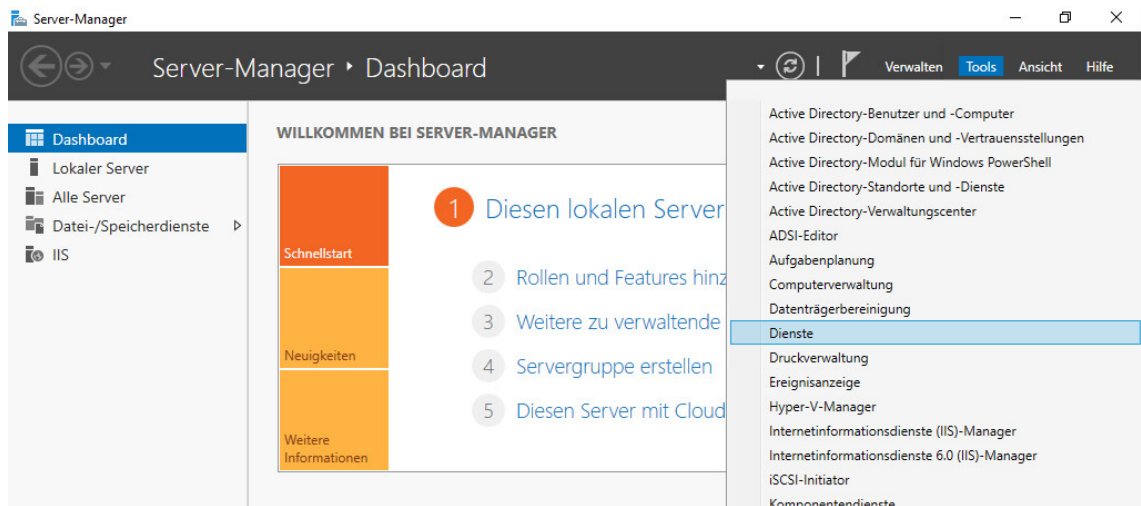 Server-Manager
Server-Manager • Dashboard
Verwalten Tools Ansicht Hilfe
Dashboard
Lokaler Server
Alle Server
Datei-/Speicherdienste
IIS
WILLKOMMEN BEI SERVER-MANAGER
Schnellstart
Neuigkeiten
Weitere
Informationen
1 Diesen lokalen Server
2 Rollen und Features hinz
3 Weitere zu verwaltende
4 Servergruppe erstellen
5 Diesen Server mit Cloud
Active Directory-Benutzer und -Computer
Active Directory-Domänen und -Vertrauensstellungen
Active Directory-Modul für Windows PowerShell
Active Directory-Standorte und -Dienste
Active Directory-Verwaltungscenter
ADSI-Editor
Aufgabenplanung
Computerverwaltung
Datenträgerbereinigung
Dienste
Druckverwaltung
Ereignisanzeige
Hyper-V-Manager
Internetinformationsdienste (IIS)-Manager
Internetinformationsdienste 6.0 (IIS)-Manager
iSCSI-Initiator
Komponentendienste